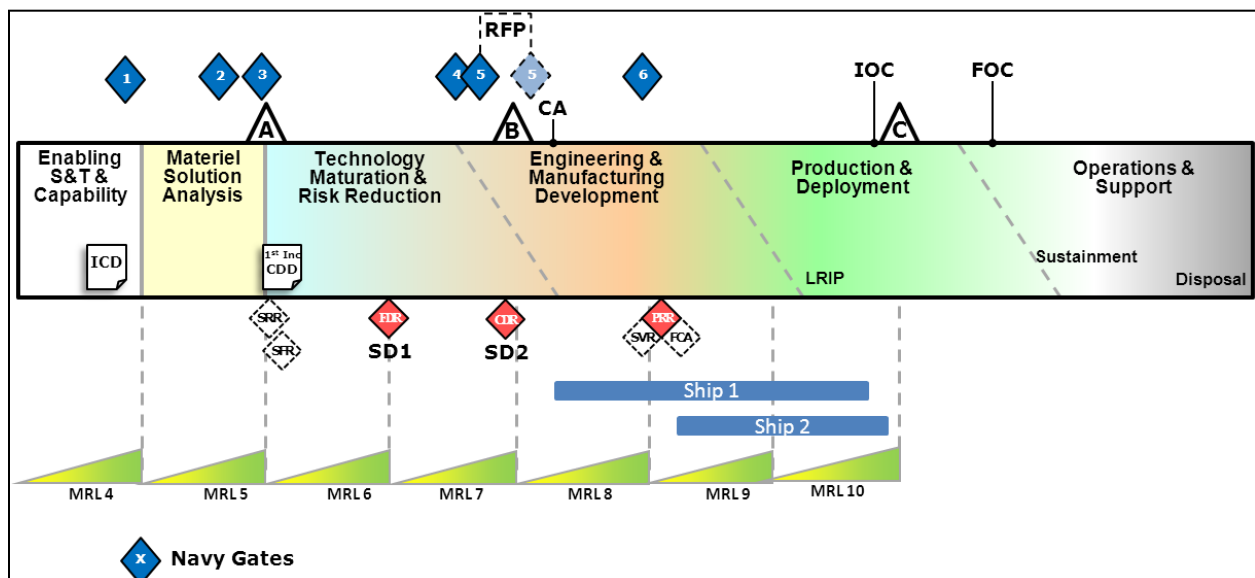 RFP
1
2
3
4
5
5
6
IOC
FOC
CA
A
B
C
Enabling
S&T &
Capability
Materiel
Solution
Analysis
Technology
Maturation &
Risk Reduction
Engineering &
Manufacturing
Development
Production &
Deployment
Operations &
Support
ICD
1st Inc
CDD
LRIP
Sustainment
Disposal
SRR
SFR
PDR
SD1
CDR
SD2
PRR
SVR
FCA
Ship 1
Ship 2
MRL 4
MRL 5
MRL 6
MRL 7
MRL 8
MRL 9
MRL 10
x
Navy Gates